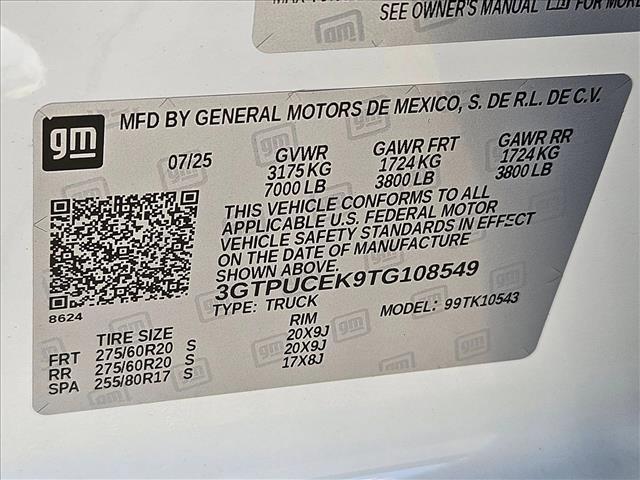 SEE OWNER'S MANUAL FOR MORE
gm
gm MFD BY GENERAL MOTORS DE MEXICO, S. DE R.L. DE C.V.
07/25 GVWR GAWR FRT GAWR RR
3175 KG 1724 KG 1724 KG
7000 LB 3800 LB 3800 LB
THIS VEHICLE CONFORMS TO ALL
APPLICABLE U.S. FEDERAL MOTOR
VEHICLE SAFETY STANDARDS IN EFFECT
ON THE DATE OF MANUFACTURE
SHOWN ABOVE.
3GTPUCEK9TG108549
8624 TYPE: TRUCK MODEL: 99TK10543
TIRE SIZE RIM
FRT 275/60R20 S 20X9J
RR 275/60R20 S 20X9J
SPA 255/80R17 S 17X8J